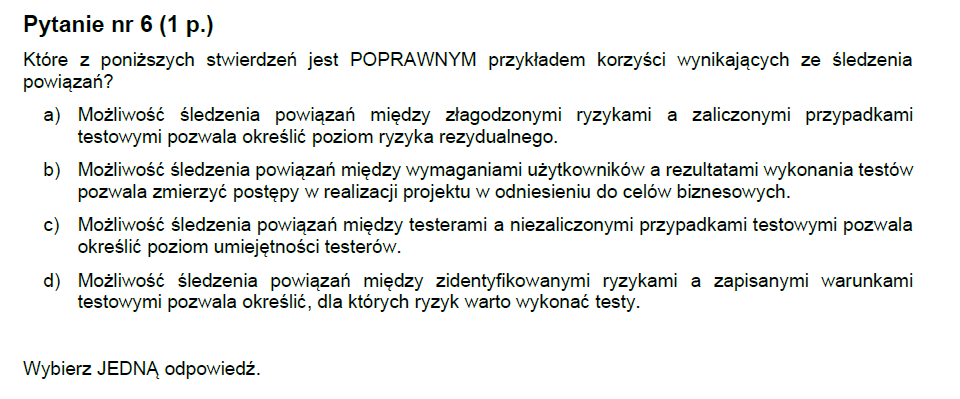 Pytanie nr 6 (1 p.)
Które z poniższych stwierdzeń jest POPRAWNYM przykładem korzyści wynikających ze śledzenia
powiązań?
a) Możliwość śledzenia powiązań między złagodzonymi ryzykami a zaliczonymi przypadkami
testowymi pozwala określić poziom ryzyka rezydualnego.
b) Możliwość śledzenia powiązań między wymaganiami użytkowników a rezultatami wykonania testów
pozwala zmierzyć postępy w realizacji projektu w odniesieniu do celów biznesowych.
c) Możliwość śledzenia powiązań między testerami a niezaliczonymi przypadkami testowymi pozwala
określić poziom umiejętności testerów.
d) Możliwość śledzenia powiązań między zidentyfikowanymi ryzykami a zapisanymi warunkami
testowymi pozwala określić, dla których ryzyk warto wykonać testy.
Wybierz JEDNĄ odpowiedź.